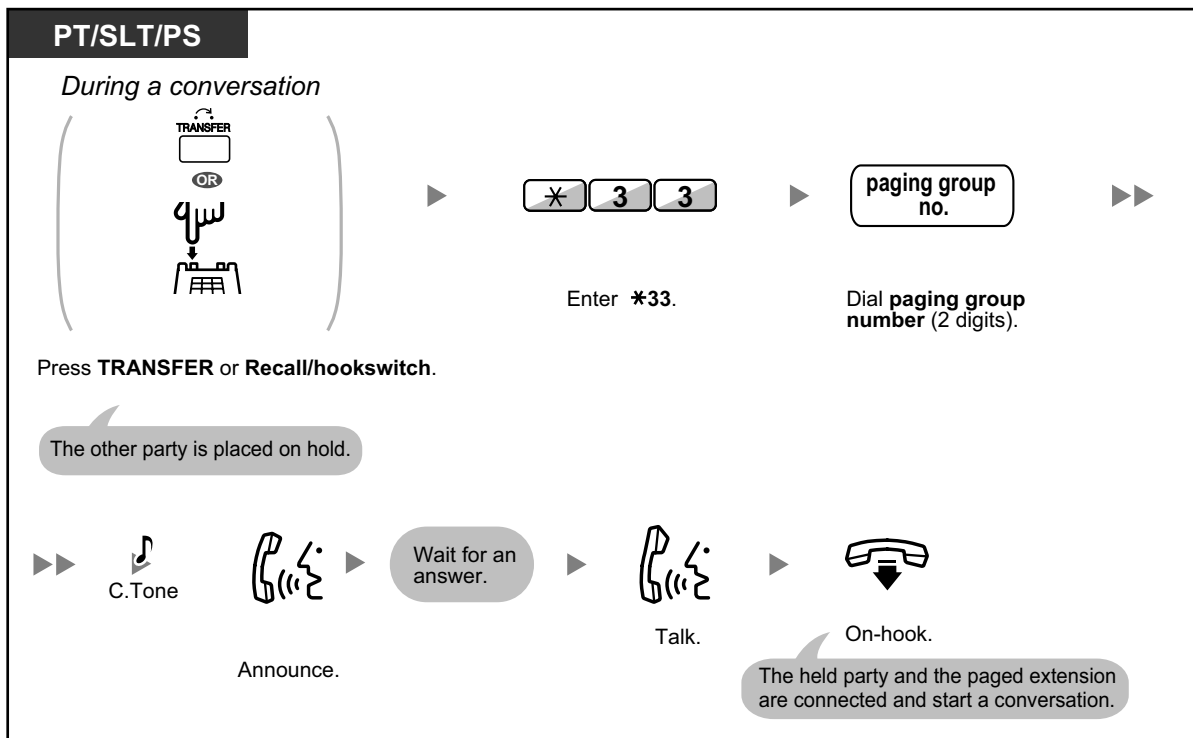 PT/SLT/PS
During a conversation
TRANSFER
OR
✳ 3 3
paging group
no.
Enter ✳33.
Dial paging group
number (2 digits).
Press TRANSFER or Recall/hookswitch.
The other party is placed on hold.
C.Tone
Announce.
Wait for an
answer.
Talk.
On-hook.
The held party and the paged extension
are connected and start a conversation.